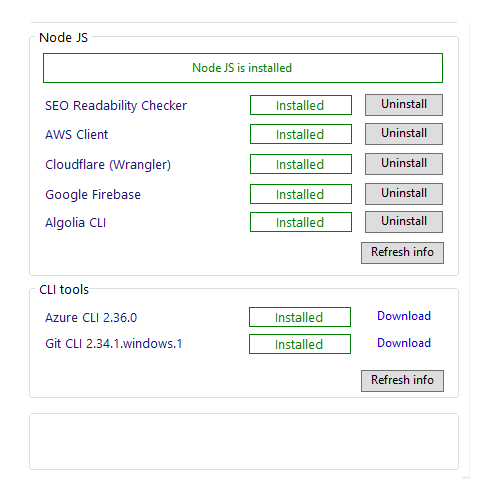 Node JS
Node JS is installed
SEO Readability Checker Installed Uninstall
AWS Client Installed Uninstall
Cloudflare (Wrangler) Installed Uninstall
Google Firebase Installed Uninstall
Algolia CLI Installed Uninstall
Refresh info
CLI tools
Azure CLI 2.36.0 Installed Download
Git CLI 2.34.1.windows.1 Installed Download
Refresh info